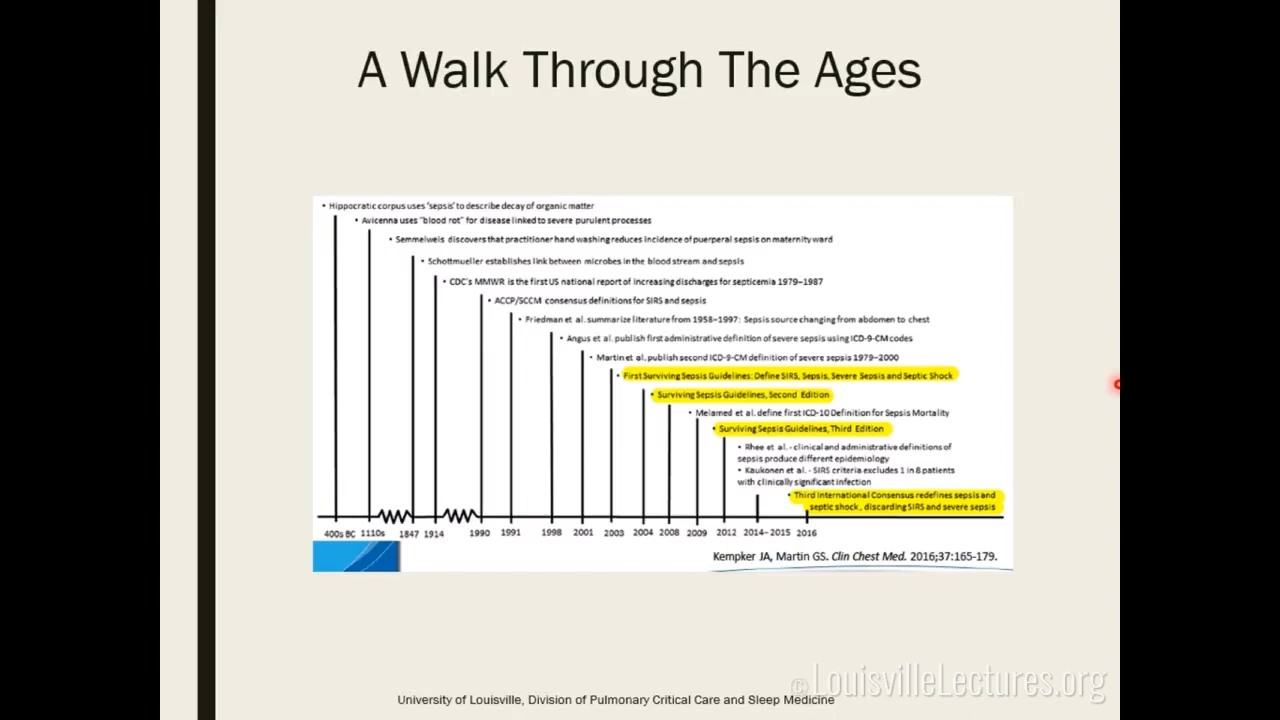 A Walk Through The Ages
• Hippocratic corpus uses 'sepsis' to describe decay of organic matter
• Avicenna uses "blood rot" for disease linked to severe purulent processes
• Semmelweis discovers that practitioner hand washing reduces incidence of puerperal sepsis on maternity ward
• Schottmueller establishes link between microbes in the blood stream and sepsis
• CDC's MMWR is the first US national report of increasing discharges for septicemia 1979–1987
• ACCP/SCCM consensus definitions for SIRS and sepsis
• Friedman et al. summarize literature from 1958–1997: Sepsis source changing from abdomen to chest
• Angus et al. publish first administrative definition of severe sepsis using ICD-9-CM codes
• Martin et al. publish second ICD-9-CM definition of severe sepsis 1979–2000
• First Surviving Sepsis Guidelines: Define SIRS, Sepsis, Severe Sepsis and Septic Shock
• Surviving Sepsis Guidelines, Second Edition
• Melamed et al. define first ICD-10 Definition for Sepsis Mortality
• Surviving Sepsis Guidelines, Third Edition
• Rhee et al. - clinical and administrative definitions of
sepsis produce different epidemiology
• Kaukonen et al. - SIRS criteria excludes 1 in 8 patients
with clinically significant infection
• Third International Consensus redefines sepsis and
septic shock, discarding SIRS and severe sepsis
400s BC 1110s 1847 1914 1990 1991 1998 2001 2003 2004 2008 2009 2012 2014–2015 2016
Kempker JA, Martin GS. Clin Chest Med. 2016;37:165-179.
©LouisvilleLectures.org
University of Louisville, Division of Pulmonary Critical Care and Sleep Medicine